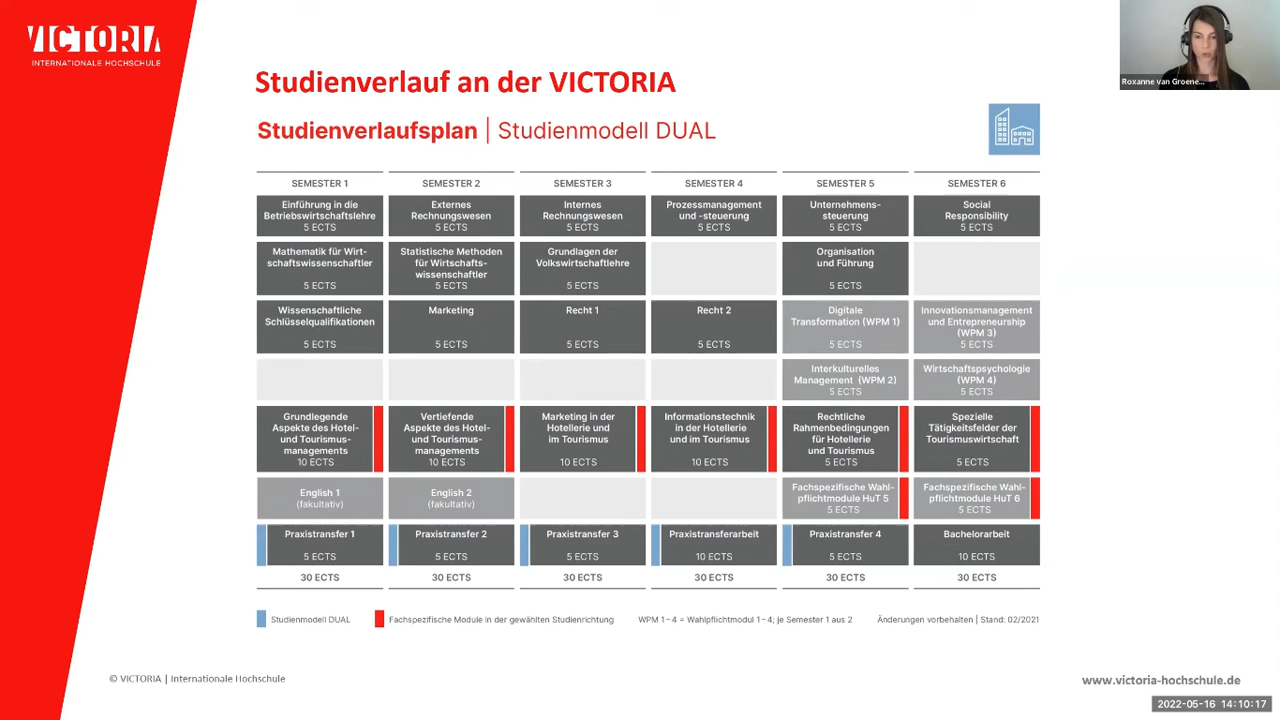 VICTORIA
INTERNATIONALE HOCHSCHULE
Roxanne van Groene...
Studienverlauf an der VICTORIA
Studienverlaufsplan | Studienmodell DUAL
SEMESTER 1 SEMESTER 2 SEMESTER 3 SEMESTER 4 SEMESTER 5 SEMESTER 6
Einführung in die
Betriebswirtschaftslehre
5 ECTS
Externes
Rechnungswesen
5 ECTS
Internes
Rechnungswesen
5 ECTS
Prozessmanagement
und -steuerung
5 ECTS
Unternehmens-
steuerung
5 ECTS
Social
Responsibility
5 ECTS
Mathematik für Wirt-
schaftswissenschaftler
5 ECTS
Statistische Methoden
für Wirtschafts-
wissenschaftler
5 ECTS
Grundlagen der
Volkswirtschaftlehre
5 ECTS
Organisation
und Führung
5 ECTS
Wissenschaftliche
Schlüsselqualifikationen
5 ECTS
Marketing
5 ECTS
Recht 1
5 ECTS
Recht 2
5 ECTS
Digitale
Transformation (WPM 1)
5 ECTS
Innovationsmanagement
und Entrepreneurship
(WPM 3)
5 ECTS
Interkulturelles
Management (WPM 2)
5 ECTS
Wirtschaftspsychologie
(WPM 4)
5 ECTS
Grundlegende
Aspekte des Hotel-
und Tourismus-
managements
10 ECTS
Vertiefende
Aspekte des Hotel-
und Tourismus-
managements
10 ECTS
Marketing in der
Hotellerie und
im Tourismus
10 ECTS
Informationstechnik
in der Hotellerie
und im Tourismus
10 ECTS
Rechtliche
Rahmenbedingungen
für Hotellerie
und Tourismus
5 ECTS
Spezielle
Tätigkeitsfelder der
Tourismuswirtschaft
5 ECTS
English 1
(fakultativ)
English 2
(fakultativ)
Fachspezifische Wahl-
pflichtmodule HuT 5
5 ECTS
Fachspezifische Wahl-
pflichtmodule HuT 6
5 ECTS
Praxistransfer 1
5 ECTS
Praxistransfer 2
5 ECTS
Praxistransfer 3
5 ECTS
Praxistransferarbeit
10 ECTS
Praxistransfer 4
5 ECTS
Bachelorarbeit
10 ECTS
30 ECTS 30 ECTS 30 ECTS 30 ECTS 30 ECTS 30 ECTS
Studienmodell DUAL Fachspezifische Module in der gewählten Studienrichtung WPM 1–4 = Wahlpflichtmodul 1–4; je Semester 1 aus 2 Änderungen vorbehalten | Stand: 02/2021
© VICTORIA | Internationale Hochschule
www.victoria-hochschule.de
2022-05-16 14:10:17